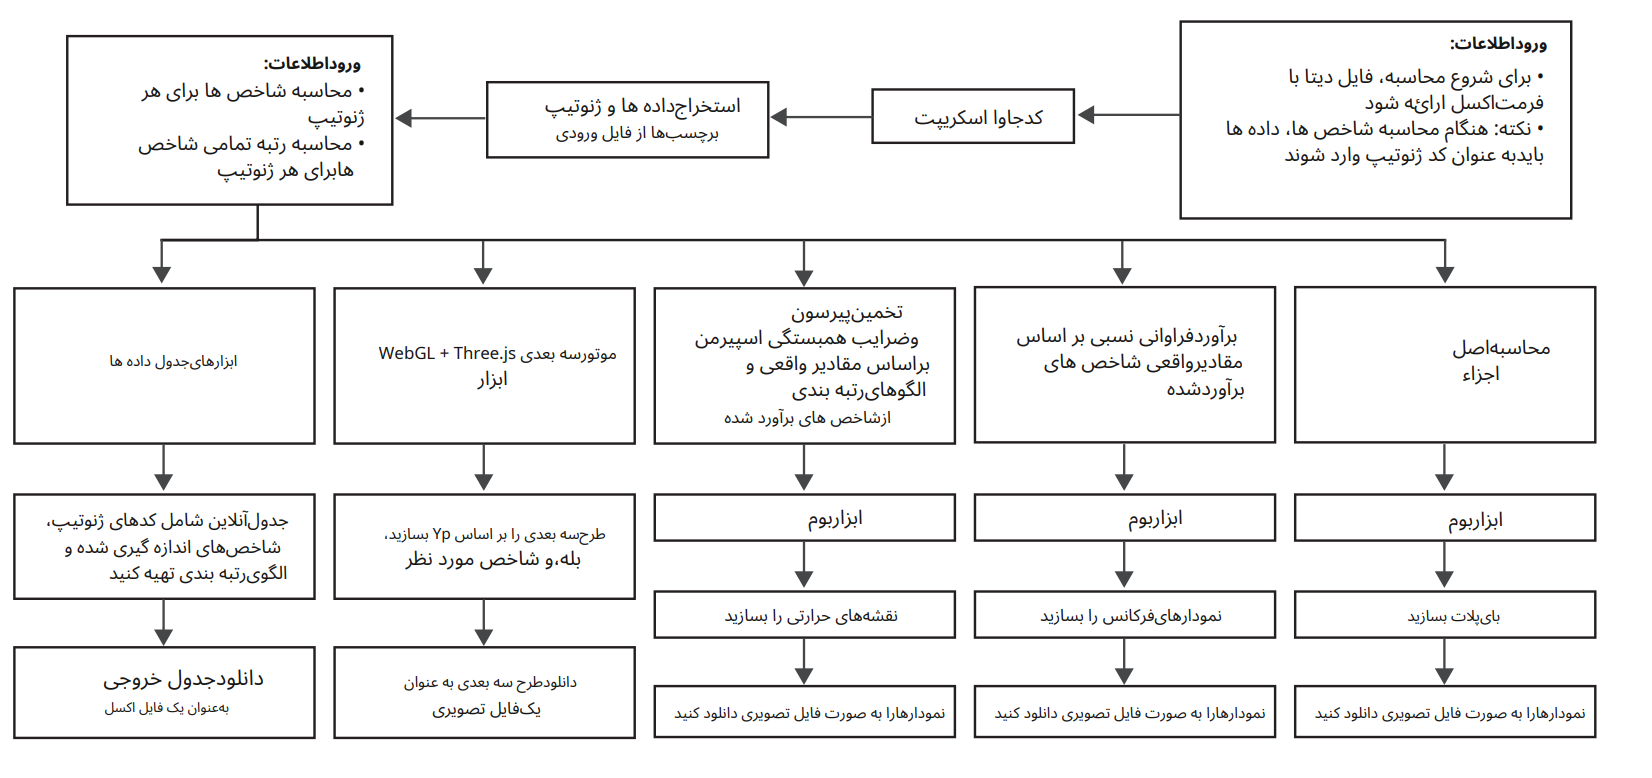 ورود‌اطلاعات:
• برای شروع محاسبه، فایل دیتا با
فرمت‌اکسل ارائه شود
• نکته: هنگام محاسبه شاخص ها، داده ها
بایدبه عنوان کد ژنوتیپ وارد شوند
کدجاوا اسکریپت
استخراج‌داده ها و ژنوتیپ
برچسب‌ها از فایل ورودی
ورود‌اطلاعات:
• محاسبه شاخص ها برای هر
ژنوتیپ
• محاسبه رتبه تمامی شاخص
هابرای هر ژنوتیپ
محاسبه‌اصل
اجزاء
ابزاربوم
بای‌پلات بسازید
نمودارهارا به صورت فایل تصویری دانلود کنید
برآوردفراوانی نسبی بر اساس
مقادیرواقعی شاخص های
برآوردشده
ابزاربوم
نمودارهای‌فرکانس را بسازید
نمودارهارا به صورت فایل تصویری دانلود کنید
تخمین‌پیرسون
وضرایب همبستگی اسپیرمن
براساس مقادیر واقعی و
الگوهای‌رتبه بندی
ازشاخص های برآورد شده
ابزاربوم
نقشه‌های حرارتی را بسازید
نمودارهارا به صورت فایل تصویری دانلود کنید
موتورسه بعدی WebGL + Three.js
ابزار
طرح‌سه بعدی را بر اساس Yp بسازید،
بله،و شاخص مورد نظر
دانلودطرح سه بعدی به عنوان
یک‌فایل تصویری
ابزارهای‌جدول داده ها
جدول‌آنلاین شامل کدهای ژنوتیپ،
شاخص‌های اندازه گیری شده و
الگوی‌رتبه بندی تهیه کنید
دانلودجدول خروجی
به‌عنوان یک فایل اکسل